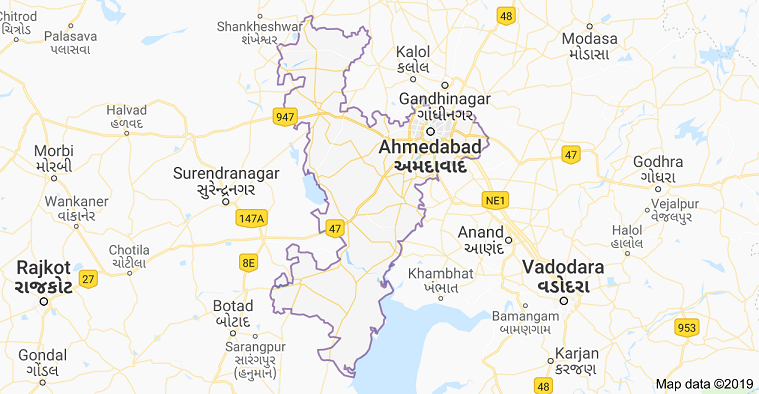 Chitrod
ચિત્રોડ
Palasava
પલાસવા
Shankheshwar
શંખેશ્વર
48
Kalol
કલોલ
Modasa
મોડાસા
Gandhinagar
ગાંધીનગર
Halvad
હળવદ
947
Ahmedabad
અમદાવાદ
47
Morbi
મોરબી
Surendranagar
સુરેન્દ્રનગર
Godhra
ગોધરા
Wankaner
વાંકાનેર
147A
47
NE1
Vejalpur
વેજલપુર
Anand
આણંદ
Halol
હાલોલ
Chotila
ચોટીલા
8E
Rajkot
રાજકોટ
27
Khambhat
ખંભાત
Vadodara
વડોદરા
Botad
બોટાદ
Bamangam
બામણગામ
953
Sarangpur
સારંગપુર
(હનુમાન)
Gondal
ગોંડલ
Karjan
કરજણ
48
Map data ©2019